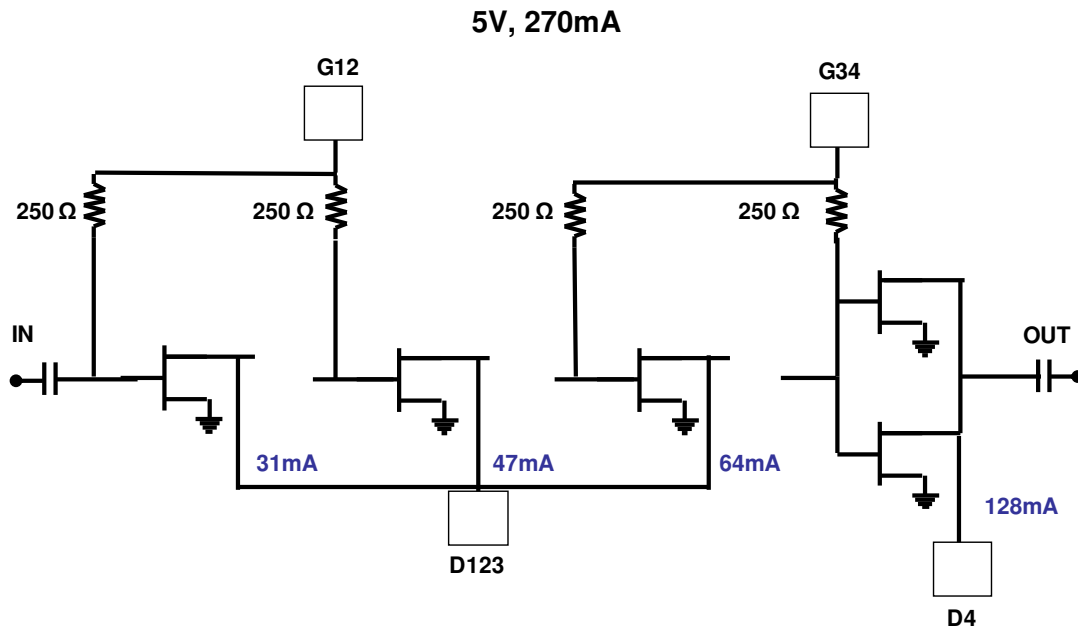 5V, 270mA
G12
G34
250 Ω
250 Ω
250 Ω
250 Ω
IN
OUT
31mA
47mA
64mA
128mA
D123
D4